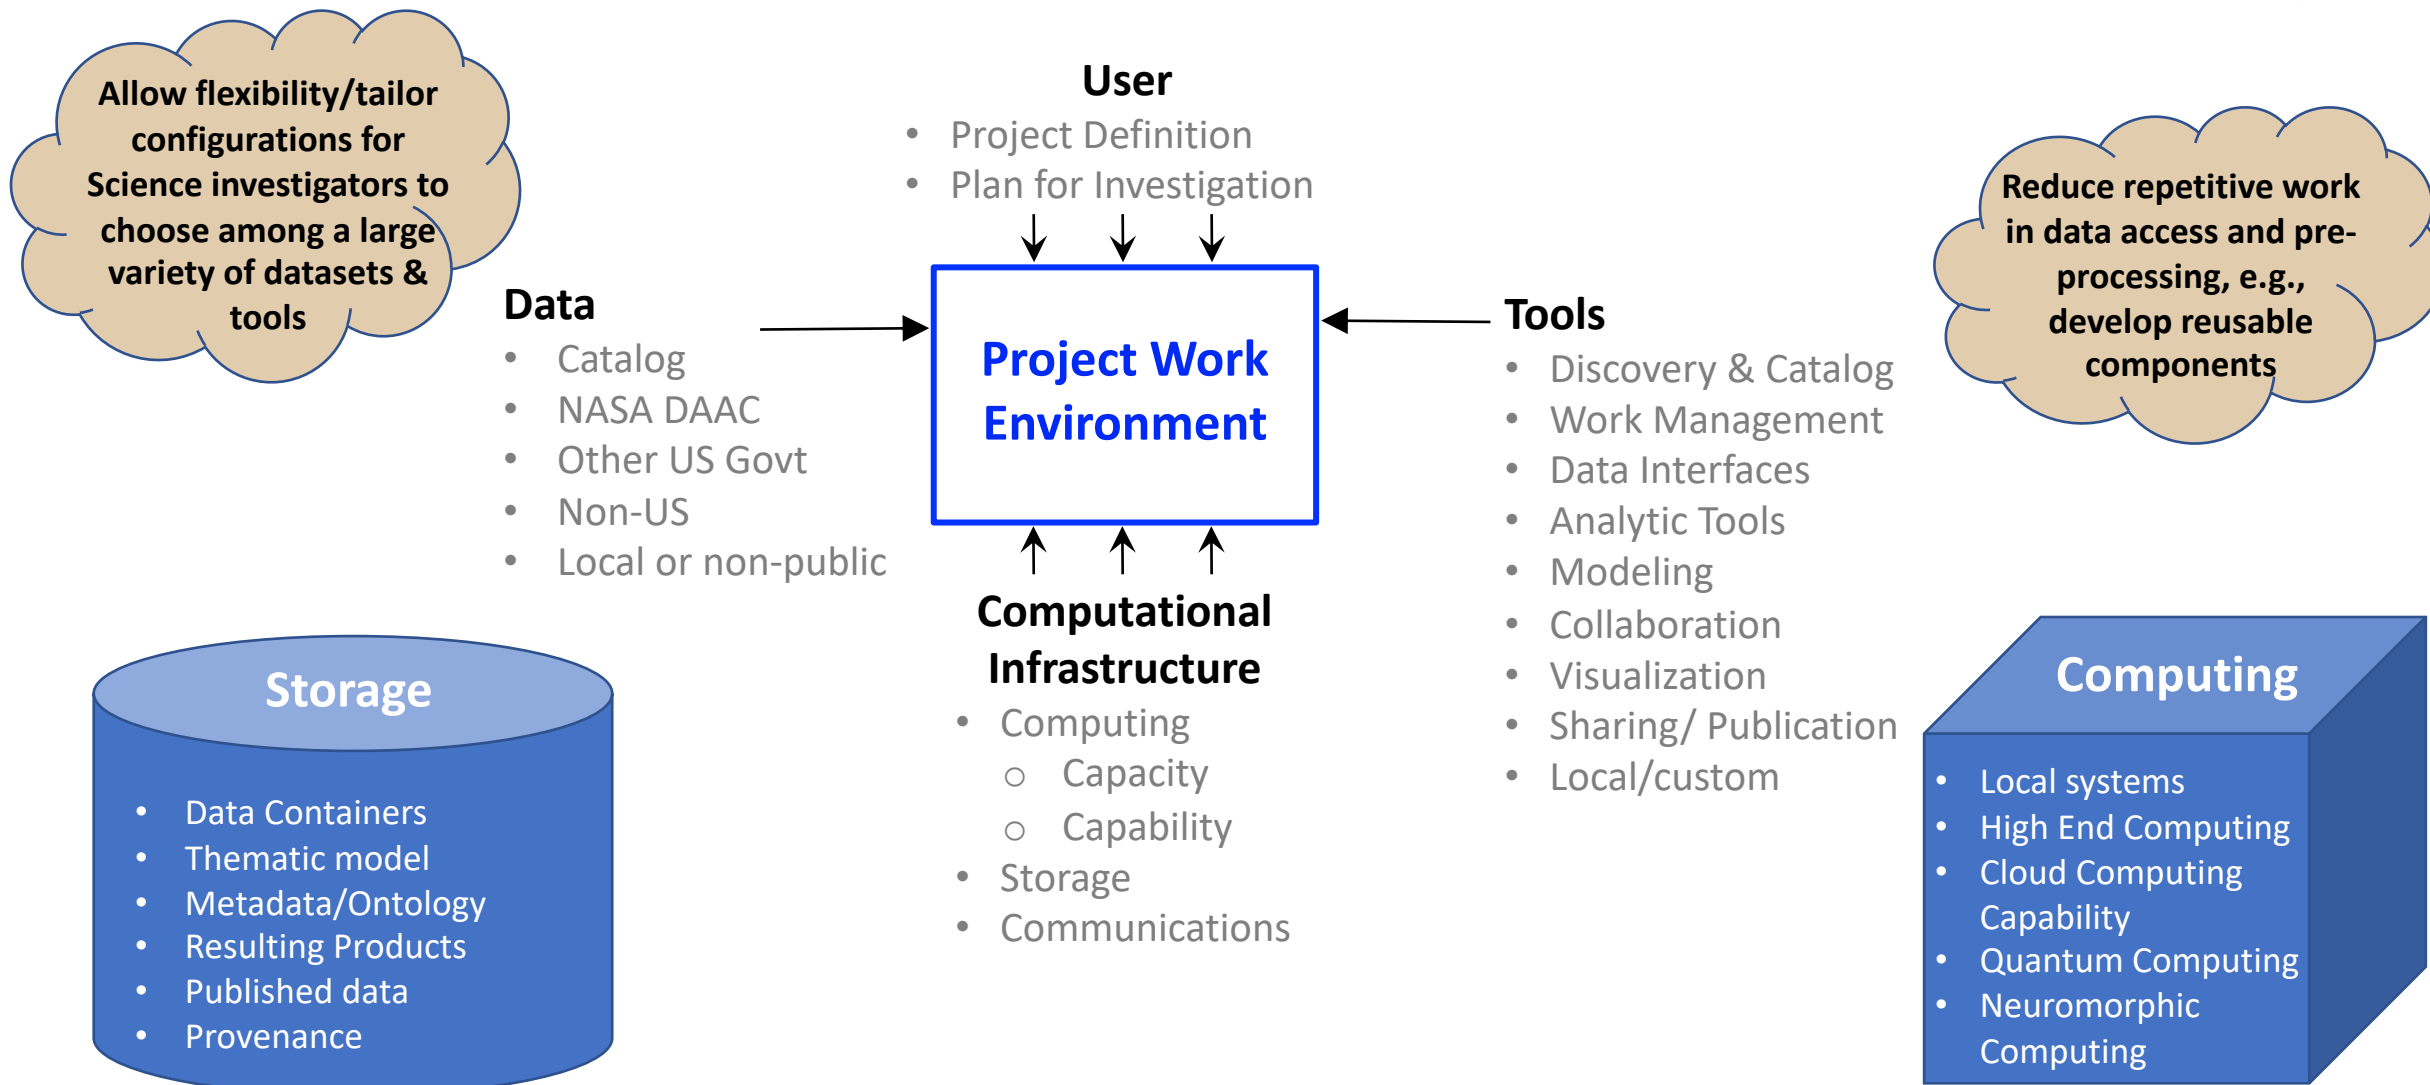 Allow flexibility/tailor
configurations for
Science investigators to
choose among a large
variety of datasets &
tools
User
• Project Definition
• Plan for Investigation
Reduce repetitive work
in data access and pre-
processing, e.g.,
develop reusable
components
Data
• Catalog
• NASA DAAC
• Other US Govt
• Non-US
• Local or non-public
Project Work
Environment
Tools
• Discovery & Catalog
• Work Management
• Data Interfaces
• Analytic Tools
• Modeling
• Collaboration
• Visualization
• Sharing/ Publication
• Local/custom
Computational
Infrastructure
• Computing
o Capacity
o Capability
• Storage
• Communications
Storage
• Data Containers
• Thematic model
• Metadata/Ontology
• Resulting Products
• Published data
• Provenance
Computing
• Local systems
• High End Computing
• Cloud Computing
Capability
• Quantum Computing
• Neuromorphic
Computing